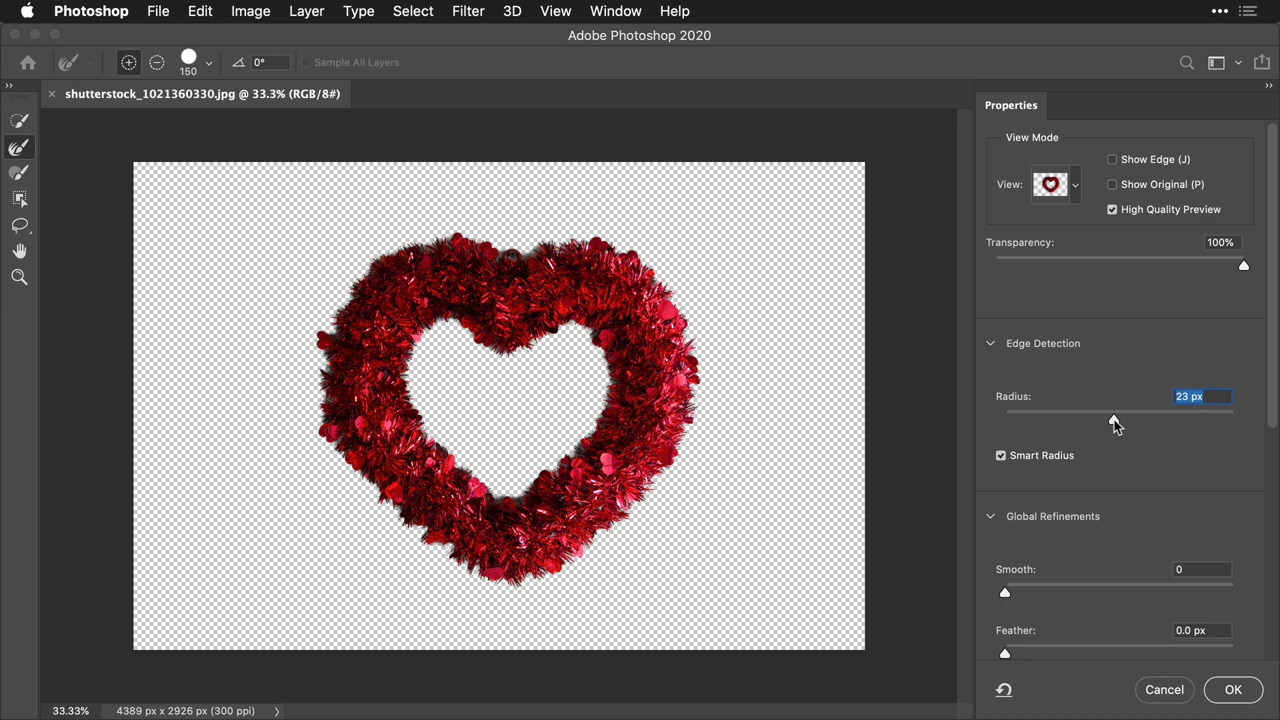 Photoshop File Edit Image Layer Type Select Filter 3D View Window Help
Adobe Photoshop 2020
150
0°
Sample All Layers
shutterstock_1021360330.jpg @ 33.3% (RGB/8#)
Properties
View Mode
View:
Show Edge (J)
Show Original (P)
High Quality Preview
Transparency: 100%
Edge Detection
Radius: 23 px
Smart Radius
Global Refinements
Smooth: 0
Feather: 0.0 px
Cancel OK
33.33% 4389 px x 2926 px (300 ppi)